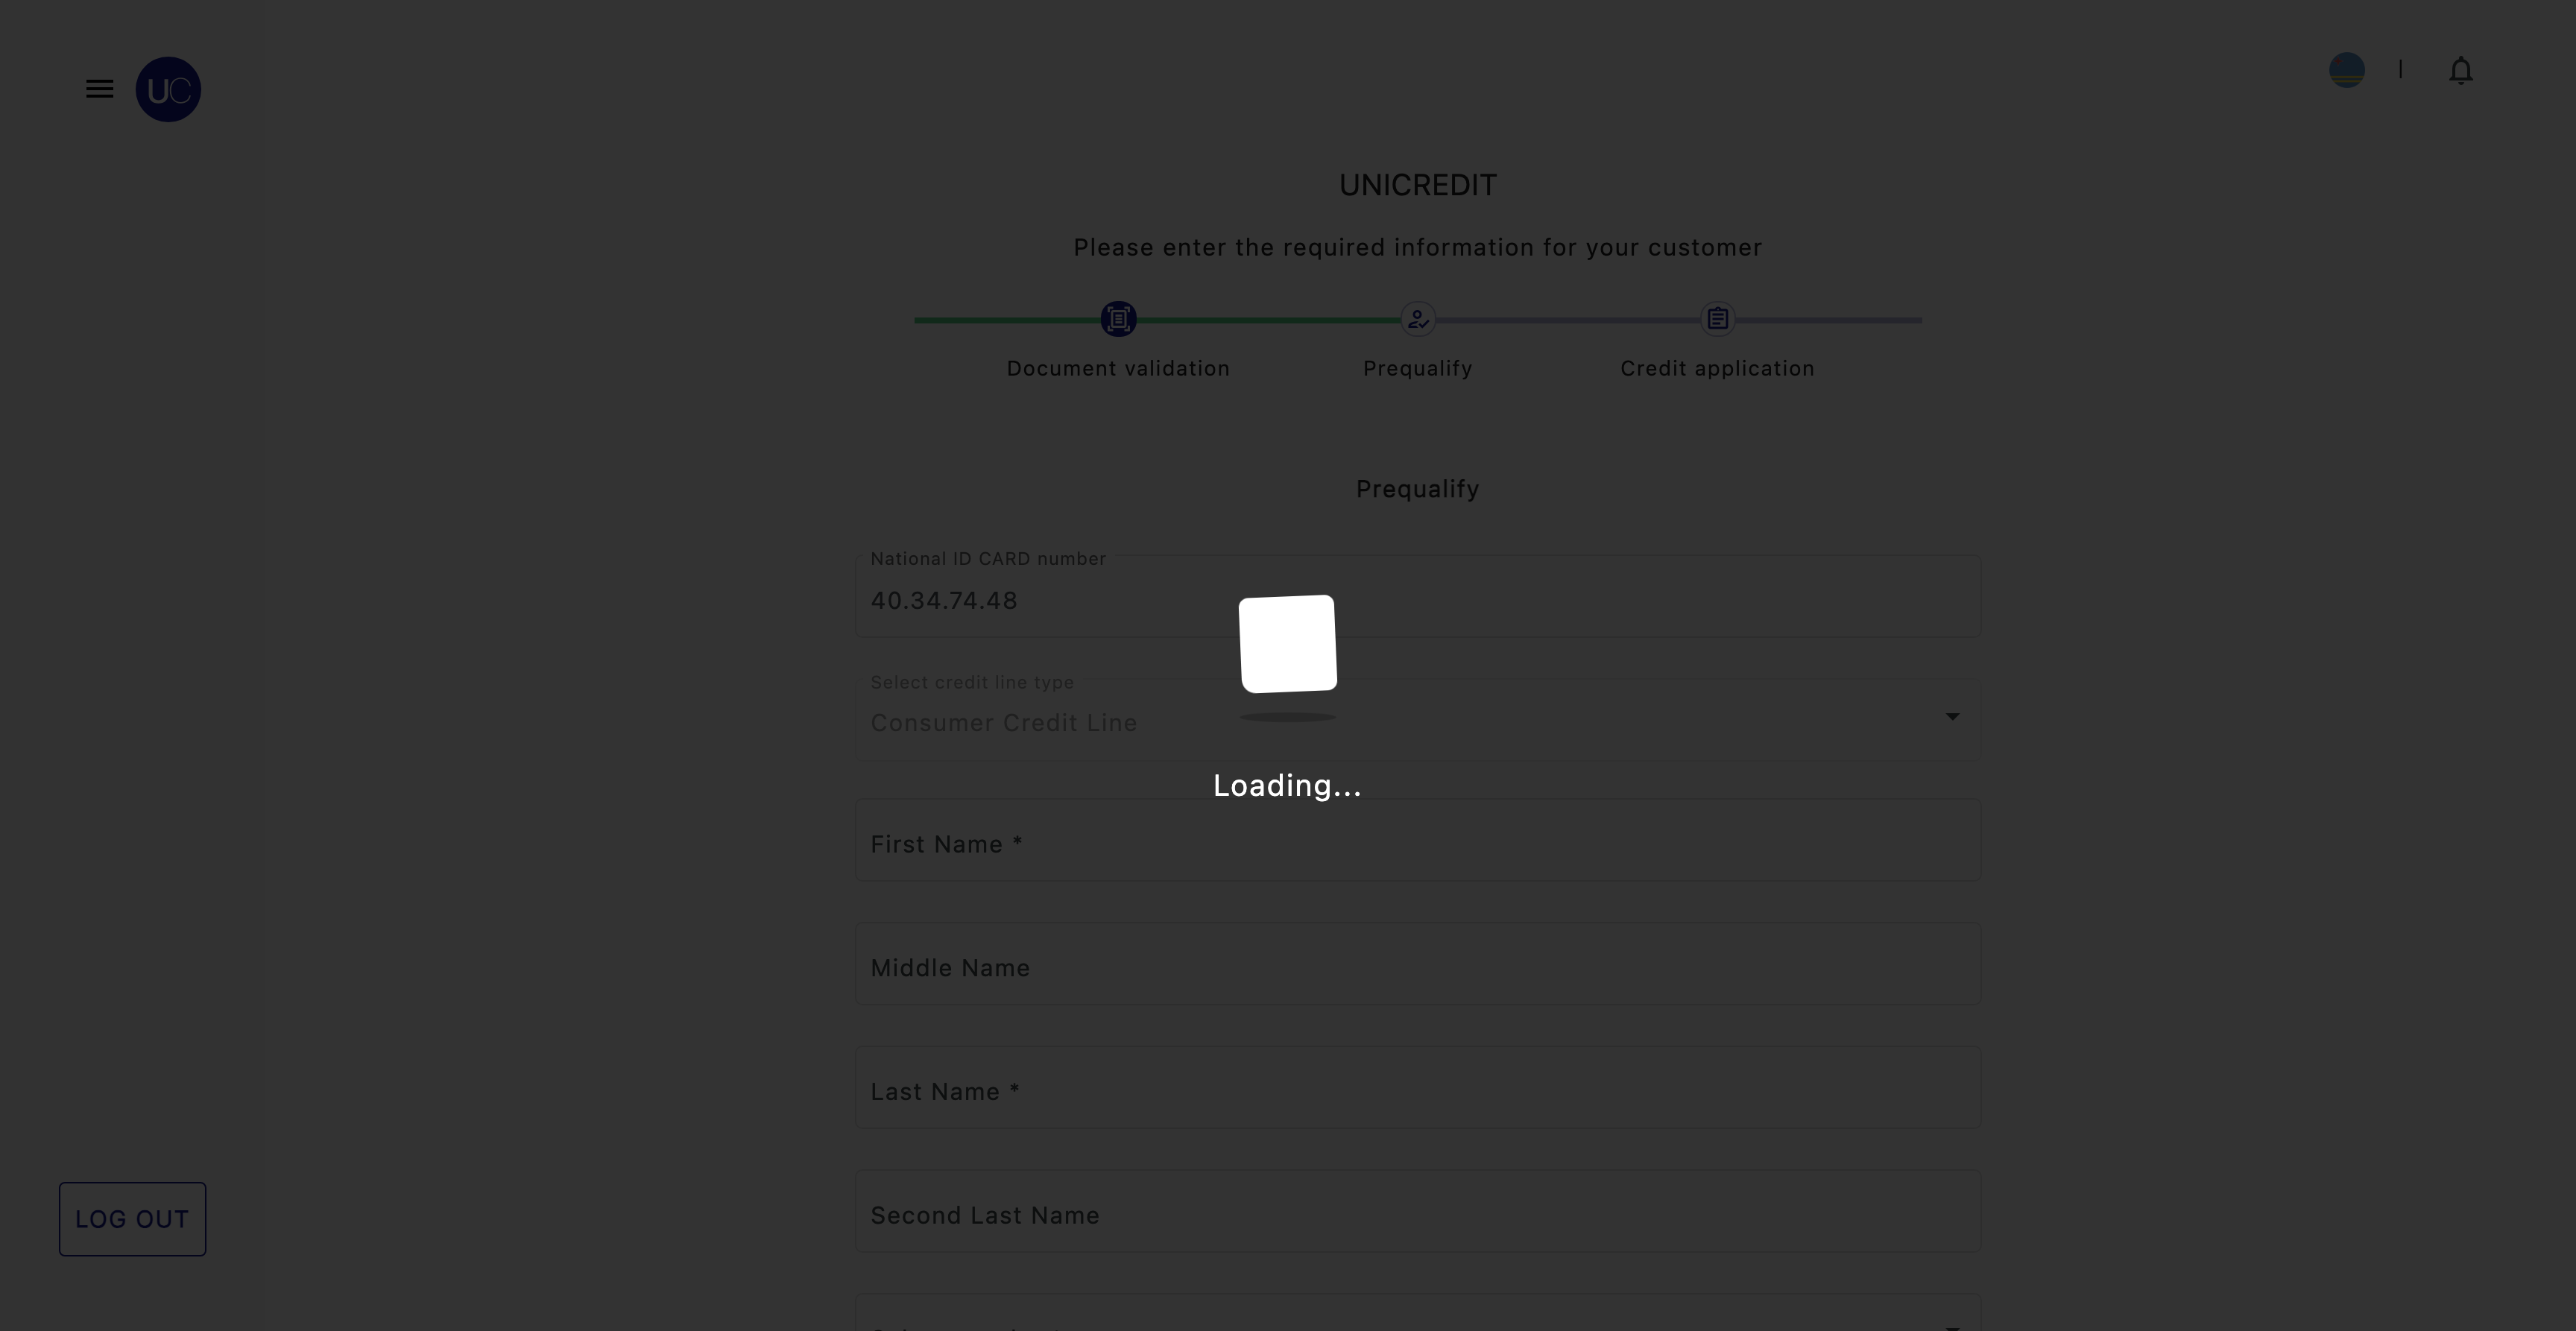 UC
UNICREDIT
Please enter the required information for your customer
Document validation
Prequalify
Credit application
Prequalify
National ID CARD number
40.34.74.48
Select credit line type
Consumer Credit Line
Loading...
First Name *
Middle Name
Last Name *
Second Last Name
LOG OUT